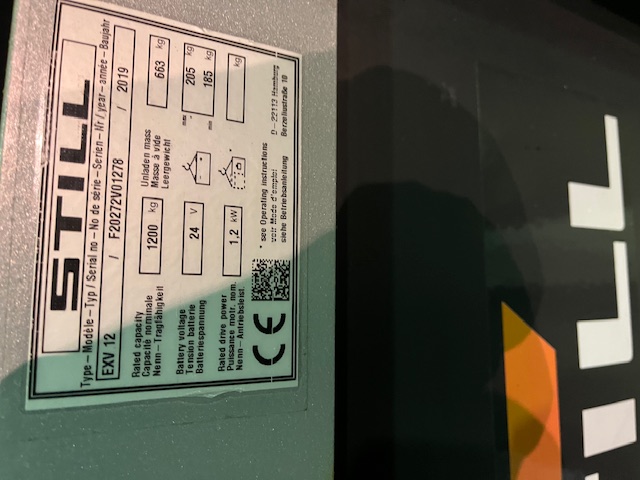 STILL
Type – Modèle – Typ / Serial no – No de série – Serien – Nr / year – année – Baujahr
EXV 12 / F20272V01278 / 2019
Rated capacity
Capacité nominale
Nenn – Tragfähigkeit
1200 kg
Unladen mass
Masse à vide
Leergewicht
663 kg
Battery voltage
Tension batterie
Batteriespannung
24 V
max 205 kg
min 185 kg
Rated drive power
Puissance motr. nom.
Nenn – Antriebsleist.
1,2 kW
* kg
CE
* see Operating instructions
voir Mode d'emploi
siehe Betriebsanleitung
D – 22113 Hamburg
Berzeliusstraße 10
STILL